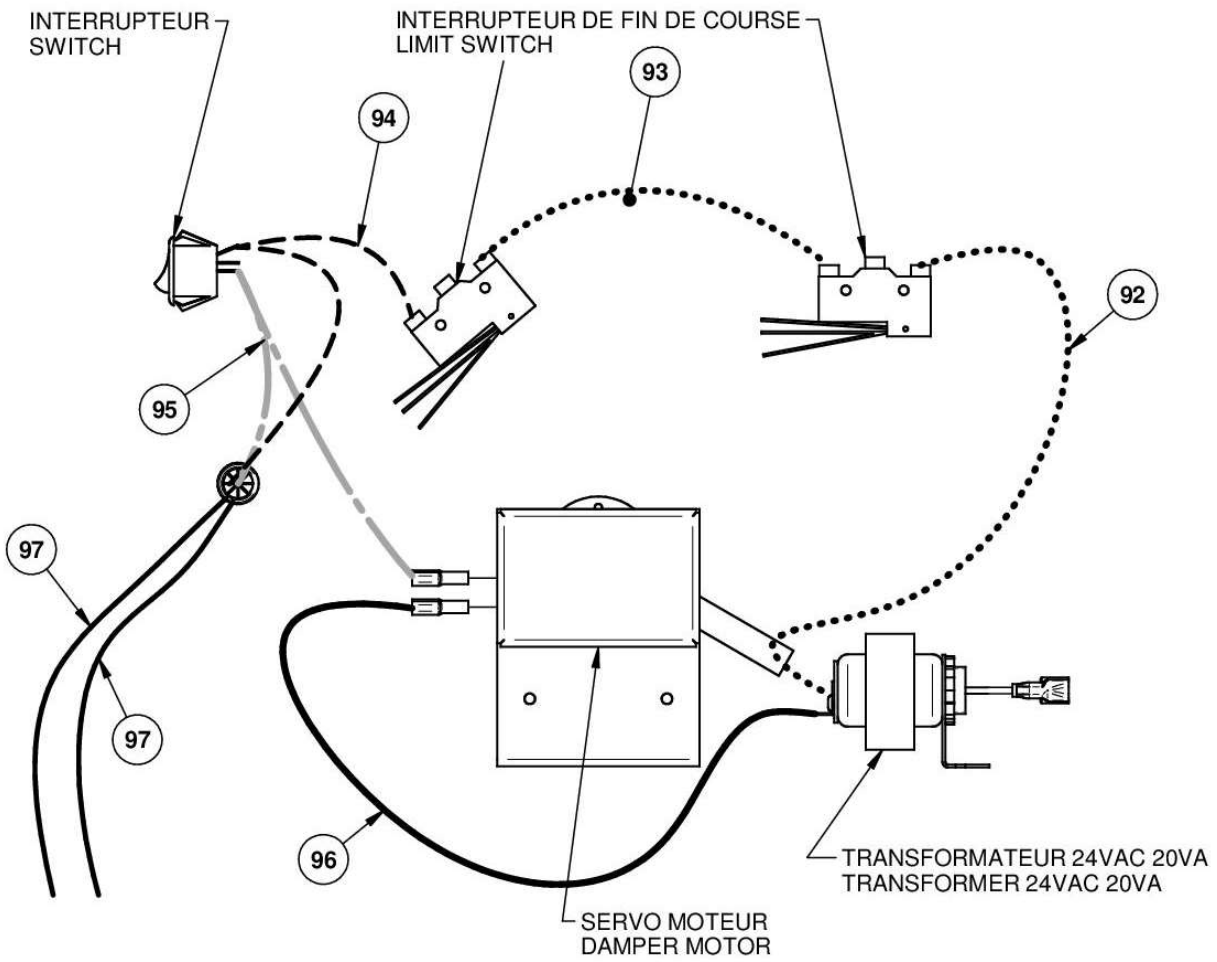 INTERRUPTEUR
SWITCH
INTERRUPTEUR DE FIN DE COURSE
LIMIT SWITCH
93
94
92
95
97
97
96
TRANSFORMATEUR 24VAC 20VA
TRANSFORMER 24VAC 20VA
SERVO MOTEUR
DAMPER MOTOR